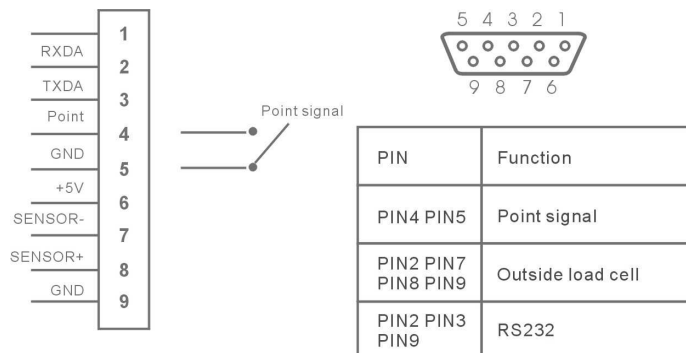 1
RXDA
2
TXDA
3
Point
4
GND
5
+5V
6
SENSOR-
7
SENSOR+
8
GND
9
Point signal
5 4 3 2 1
9 8 7 6
PIN Function
PIN4 PIN5 Point signal
PIN2 PIN7
PIN8 PIN9 Outside load cell
PIN2 PIN3
PIN9 RS232